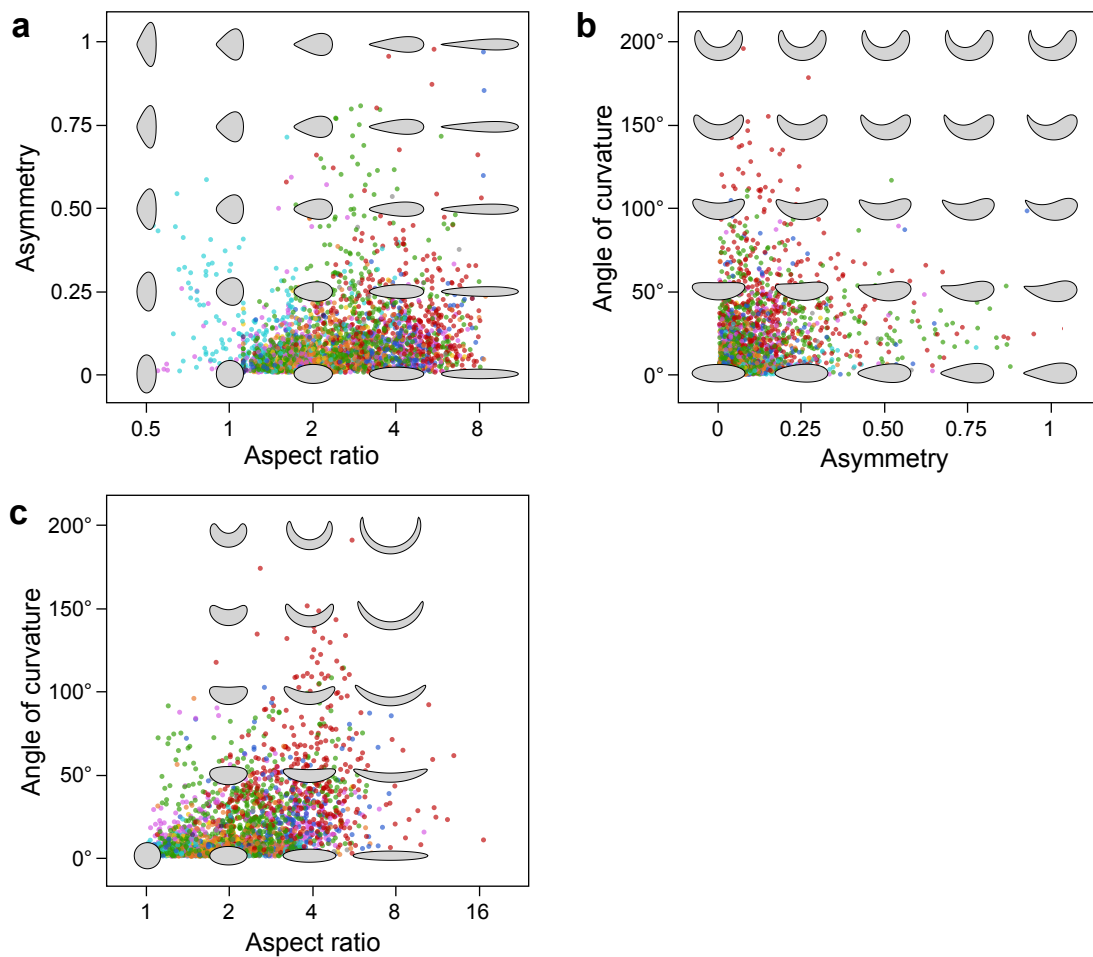 a
1
0.75
0.50
0.25
0
Asymmetry
0.5 1 2 4 8
Aspect ratio
b
200°
150°
100°
50°
0°
Angle of curvature
0 0.25 0.50 0.75 1
Asymmetry
c
200°
150°
100°
50°
0°
Angle of curvature
1 2 4 8 16
Aspect ratio